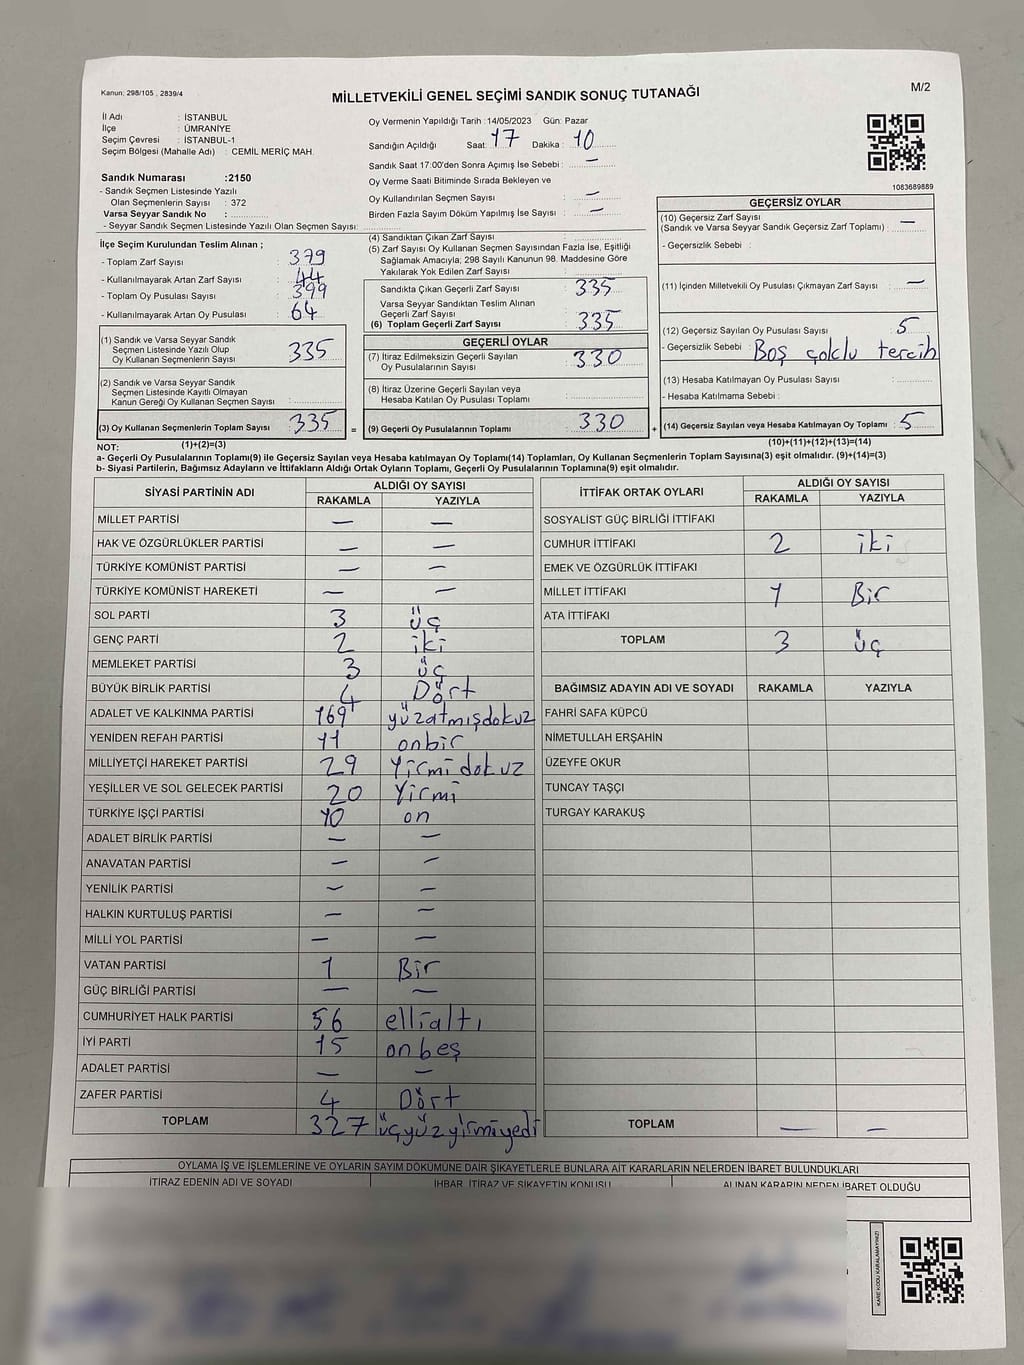 Kanun: 298/105 , 2839/4
MİLLETVEKİLİ GENEL SEÇİMİ SANDIK SONUÇ TUTANAĞI
M/2
İl Adı : İSTANBUL
İlçe : ÜMRANİYE
Seçim Çevresi : İSTANBUL-1
Seçim Bölgesi (Mahalle Adı) : CEMİL MERİÇ MAH.
Sandık Numarası :2150
- Sandık Seçmen Listesinde Yazılı
Olan Seçmenlerin Sayısı : 372
Varsa Seyyar Sandık No :
- Seyyar Sandık Seçmen Listesinde Yazılı Olan Seçmen Sayısı:
Oy Vermenin Yapıldığı Tarih : 14/05/2023 Gün: Pazar
Sandığın Açıldığı Saat: 17 Dakika : 10
Sandık Saat 17:00'den Sonra Açımış İse Sebebi : —
Oy Verme Saati Bitiminde Sırada Bekleyen ve
Oy Kullandırılan Seçmen Sayısı : —
Birden Fazla Sayım Döküm Yapılmış İse Sayısı : —
1083689889
İlçe Seçim Kurulundan Teslim Alınan ;
- Toplam Zarf Sayısı : 379
- Kullanılmayarak Artan Zarf Sayısı : 44
- Toplam Oy Pusulası Sayısı : 399
- Kullanılmayarak Artan Oy Pusulası : 64
(1) Sandık ve Varsa Seyyar Sandık
Seçmen Listesinde Yazılı Olup
Oy Kullanan Seçmenlerin Sayısı : 335
(2) Sandık ve Varsa Seyyar Sandık
Seçmen Listesinde Kayıtlı Olmayan
Kanun Gereği Oy Kullanan Seçmen Sayısı :
(3) Oy Kullanan Seçmenlerin Toplam Sayısı : 335 =
(4) Sandıktan Çıkan Zarf Sayısı :
(5) Zarf Sayısı Oy Kullanan Seçmen Sayısından Fazla İse, Eşitliği
Sağlamak Amacıyla; 298 Sayılı Kanunun 98. Maddesine Göre
Yakılarak Yok Edilen Zarf Sayısı :
Sandıkta Çıkan Geçerli Zarf Sayısı : 335
Varsa Seyyar Sandıktan Teslim Alınan
Geçerli Zarf Sayısı :
(6) Toplam Geçerli Zarf Sayısı : 335
GEÇERLİ OYLAR
(7) İtiraz Edilmeksizin Geçerli Sayılan
Oy Pusulalarının Sayısı : 330
(8) İtiraz Üzerine Geçerli Sayılan veya
Hesaba Katılan Oy Pusulası Toplamı :
(9) Geçerli Oy Pusulalarının Toplamı : 330 +
GEÇERSİZ OYLAR
(10) Geçersiz Zarf Sayısı
(Sandık ve Varsa Seyyar Sandık Geçersiz Zarf Toplamı) : —
- Geçersizlik Sebebi :
(11) İçinden Milletvekili Oy Pusulası Çıkmayan Zarf Sayısı : —
(12) Geçersiz Sayılan Oy Pusulası Sayısı : 5
- Geçersizlik Sebebi : Boş çoklu tercih
(13) Hesaba Katılmayan Oy Pusulası Sayısı :
- Hesaba Katılmama Sebebi :
(14) Geçersiz Sayılan veya Hesaba Katılmayan Oy Pusulası Toplamı : 5
NOT: (1)+(2)=(3) (10)+(11)+(12)+(13)=(14)
a- Geçerli Oy Pusulalarının Toplamı(9) ile Geçersiz Sayılan veya Hesaba Katılmayan Oy Toplamı(14) Toplamları, Oy Kullanan Seçmenlerin Toplam Sayısına(3) eşit olmalıdır. (9)+(14)=(3)
b- Siyasi Partilerin, Bağımsız Adayların ve İttifakların Aldığı Ortak Oyların Toplamı, Geçerli Oy Pusulalarının Toplamına(9) eşit olmalıdır.
SİYASİ PARTİNİN ADI ALDIĞI OY SAYISI
RAKAMLA YAZIYLA
MİLLET PARTİSİ — —
HAK VE ÖZGÜRLÜKLER PARTİSİ — —
TÜRKİYE KOMÜNİST PARTİSİ — —
TÜRKİYE KOMÜNİST HAREKETİ — —
SOL PARTİ 3 üç
GENÇ PARTİ 2 iki
MEMLEKET PARTİSİ 3 üç
BÜYÜK BİRLİK PARTİSİ 4 Dört
ADALET VE KALKINMA PARTİSİ 169 yüzatmışdokuz
YENİDEN REFAH PARTİSİ 11 onbir
MİLLİYETÇİ HAREKET PARTİSİ 29 Yirmi dokuz
YEŞİLLER VE SOL GELECEK PARTİSİ 20 Yirmi
TÜRKİYE İŞÇİ PARTİSİ 10 on
ADALET BİRLİK PARTİSİ — —
ANAVATAN PARTİSİ — —
YENİLİK PARTİSİ — —
HALKIN KURTULUŞ PARTİSİ — —
MİLLİ YOL PARTİSİ — —
VATAN PARTİSİ 1 Bir
GÜÇ BİRLİĞİ PARTİSİ — —
CUMHURİYET HALK PARTİSİ 56 ellialtı
İYİ PARTİ 15 onbeş
ADALET PARTİSİ — —
ZAFER PARTİSİ 4 Dört
TOPLAM 327 üçyüzyirmiyedi
İTTİFAK ORTAK OYLARI ALDIĞI OY SAYISI
RAKAMLA YAZIYLA
SOSYALİST GÜÇ BİRLİĞİ İTTİFAKI
CUMHUR İTTİFAKI 2 iki
EMEK VE ÖZGÜRLÜK İTTİFAKI
MİLLET İTTİFAKI 1 Bir
ATA İTTİFAKI
TOPLAM 3 üç
BAĞIMSIZ ADAYIN ADI VE SOYADI RAKAMLA YAZIYLA
FAHRİ SAFA KÜPCÜ
NİMETULLAH ERŞAHİN
ÜZEYFE OKUR
TUNCAY TAŞÇI
TURGAY KARAKUŞ
TOPLAM — —
OYLAMA İŞ VE İŞLEMLERİNE VE OYLARIN SAYIM DÖKÜMÜNE DAİR ŞİKAYETLERLE BUNLARA AİT KARARLARIN NELERDEN İBARET BULUNDUKLARI
İTİRAZ EDENİN ADI VE SOYADI İHBAR, İTİRAZ VE ŞİKAYETİN KONUSU ALINAN KARARIN NEDEN İBARET OLDUĞU
KARE KODU KARALAMAYINIZ!